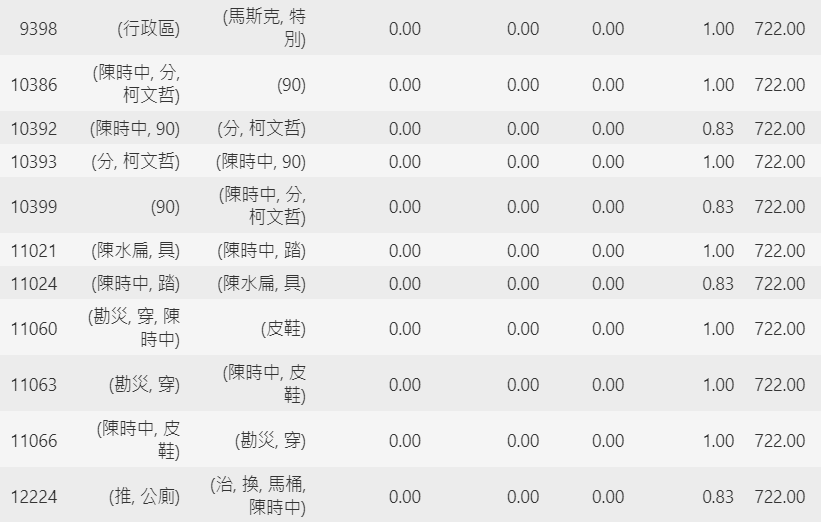 9398 (行政區) (馬斯克, 特別) 0.00 0.00 0.00 1.00 722.00
10386 (陳時中, 分, 柯文哲) (90) 0.00 0.00 0.00 1.00 722.00
10392 (陳時中, 90) (分, 柯文哲) 0.00 0.00 0.00 0.83 722.00
10393 (分, 柯文哲) (陳時中, 90) 0.00 0.00 0.00 1.00 722.00
10399 (90) (陳時中, 分, 柯文哲) 0.00 0.00 0.00 0.83 722.00
11021 (陳水扁, 具) (陳時中, 踏) 0.00 0.00 0.00 1.00 722.00
11024 (陳時中, 踏) (陳水扁, 具) 0.00 0.00 0.00 0.83 722.00
11060 (勘災, 穿, 陳時中) (皮鞋) 0.00 0.00 0.00 1.00 722.00
11063 (勘災, 穿) (陳時中, 皮鞋) 0.00 0.00 0.00 1.00 722.00
11066 (陳時中, 皮鞋) (勘災, 穿) 0.00 0.00 0.00 1.00 722.00
12224 (推, 公廁) (治, 換, 馬桶, 陳時中) 0.00 0.00 0.00 0.83 722.00